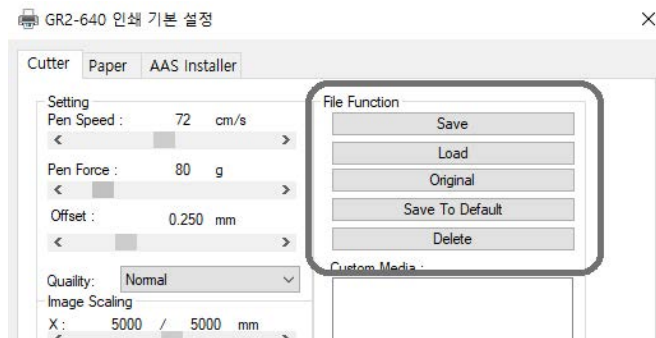 GR2-640 인쇄 기본 설정
Cutter Paper AAS Installer
Setting
Pen Speed : 72 cm/s
Pen Force : 80 g
Offset : 0.250 mm
Quaility: Normal
Image Scaling
X : 5000 / 5000 mm
File Function
Save
Load
Original
Save To Default
Delete
Custom Media :